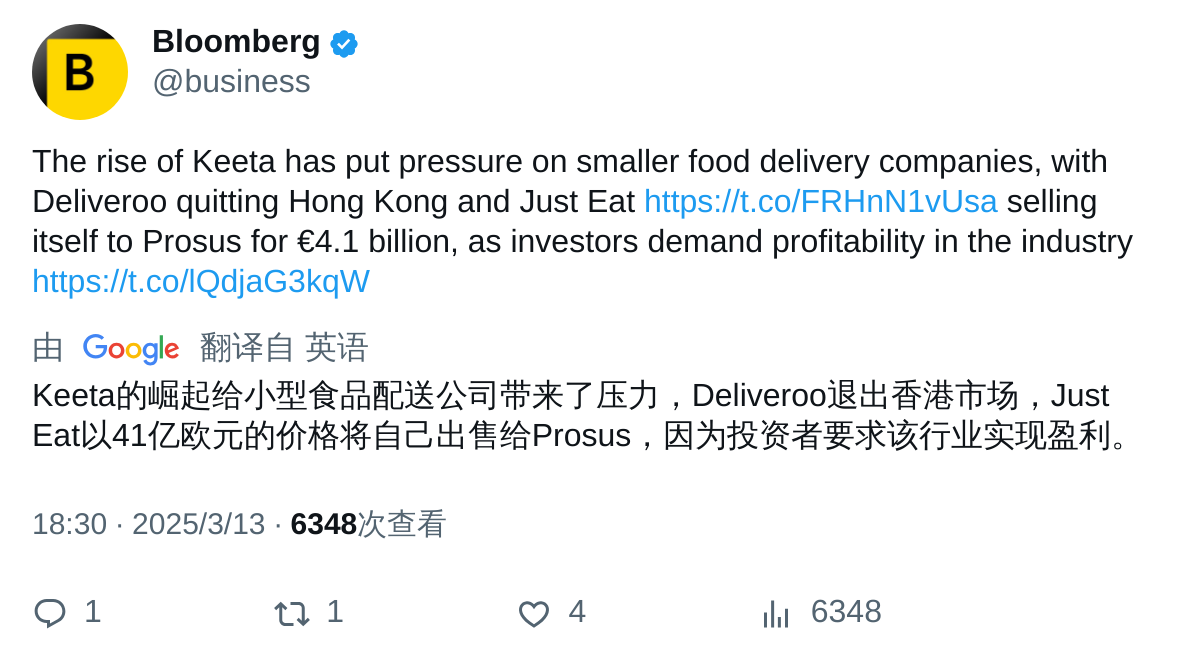 B
Bloomberg
@business
The rise of Keeta has put pressure on smaller food delivery companies, with
Deliveroo quitting Hong Kong and Just Eat https://t.co/FRHnN1vUsa selling
itself to Prosus for €4.1 billion, as investors demand profitability in the industry
https://t.co/lQdjaG3kqW
由 Google 翻译自 英语
Keeta的崛起给小型食品配送公司带来了压力，Deliveroo退出香港市场，Just
Eat以41亿欧元的价格将自己出售给Prosus，因为投资者要求该行业实现盈利。
18:30 · 2025/3/13 · 6348次查看
1 1 4 6348